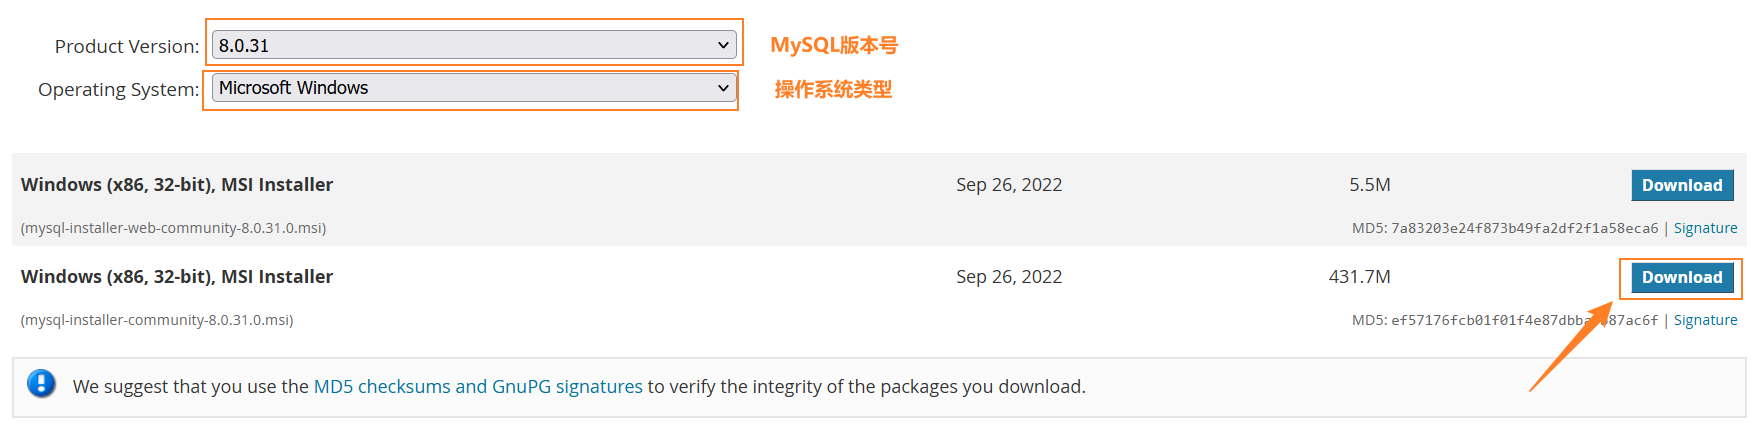 Product Version: 8.0.31 MySQL版本号
Operating System: Microsoft Windows 操作系统类型
Windows (x86, 32-bit), MSI Installer Sep 26, 2022 5.5M Download
(mysql-installer-web-community-8.0.31.0.msi) MD5: 7a83203e24f873b49fa2df2f1a58eca6 | Signature
Windows (x86, 32-bit), MSI Installer Sep 26, 2022 431.7M Download
(mysql-installer-community-8.0.31.0.msi) MD5: | Signature
We suggest that you use the MD5 checksums and GnuPG signatures to verify the integrity of the packages you download.